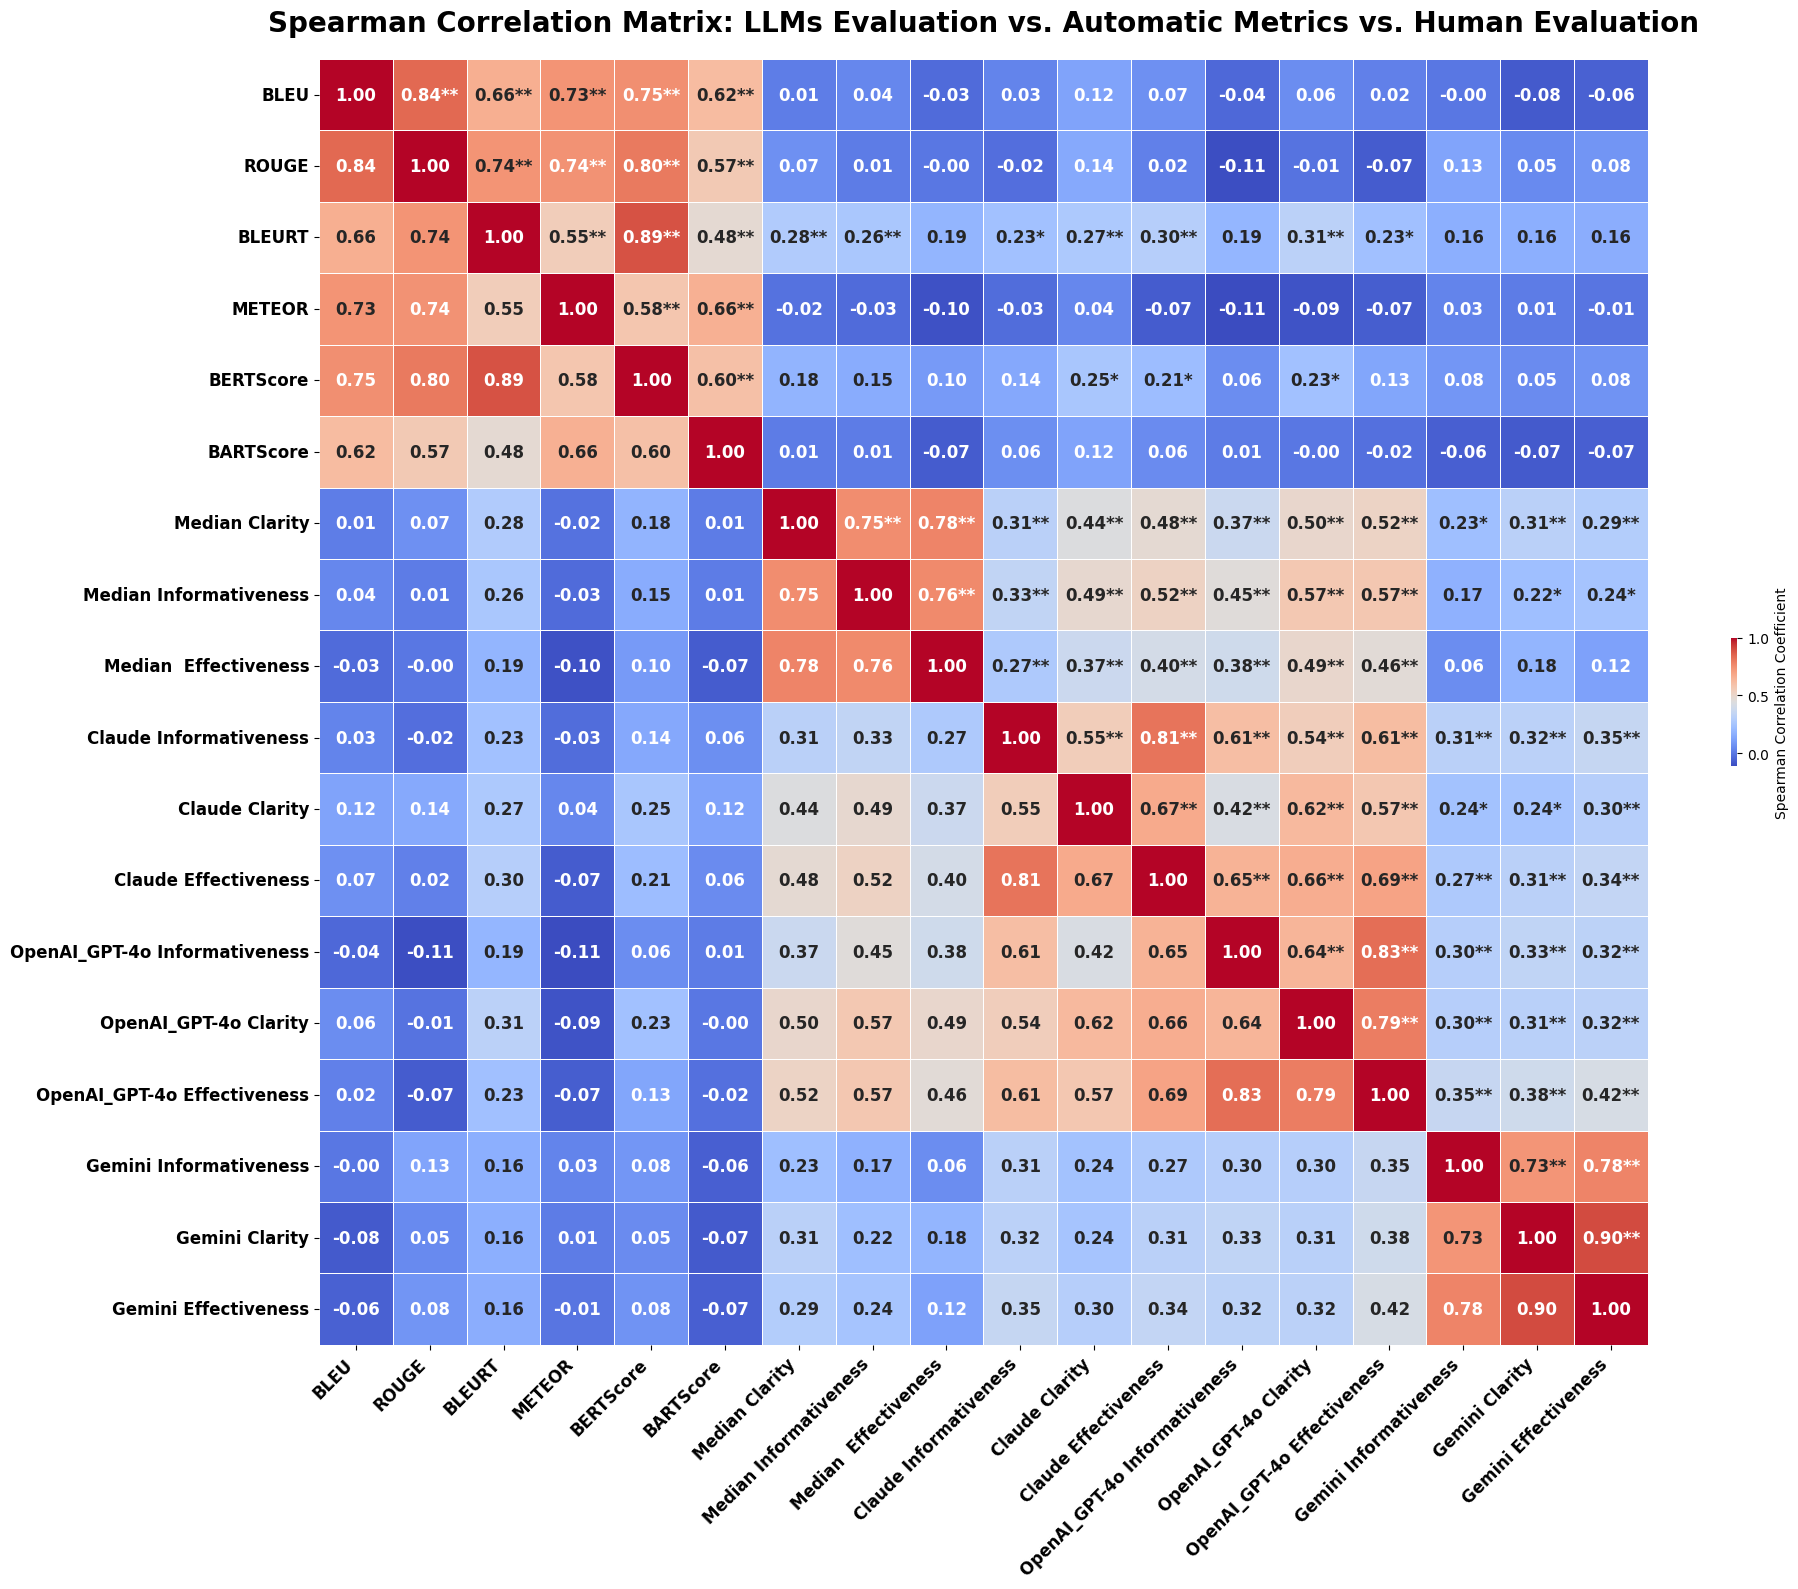 Spearman Correlation Matrix: LLMs Evaluation vs. Automatic Metrics vs. Human Evaluation
BLEU 1.00 0.84** 0.66** 0.73** 0.75** 0.62** 0.01 0.04 -0.03 0.03 0.12 0.07 -0.04 0.06 0.02 -0.00 -0.08 -0.06
ROUGE 0.84 1.00 0.74** 0.74** 0.80** 0.57** 0.07 0.01 -0.00 -0.02 0.14 0.02 -0.11 -0.01 -0.07 0.13 0.05 0.08
BLEURT 0.66 0.74 1.00 0.55** 0.89** 0.48** 0.28** 0.26** 0.19 0.23* 0.27** 0.30** 0.19 0.31** 0.23* 0.16 0.16 0.16
METEOR 0.73 0.74 0.55 1.00 0.58** 0.66** -0.02 -0.03 -0.10 -0.03 0.04 -0.07 -0.11 -0.09 -0.07 0.03 0.01 -0.01
BERTScore 0.75 0.80 0.89 0.58 1.00 0.60** 0.18 0.15 0.10 0.14 0.25* 0.21* 0.06 0.23* 0.13 0.08 0.05 0.08
BARTScore 0.62 0.57 0.48 0.66 0.60 1.00 0.01 0.01 -0.07 0.06 0.12 0.06 0.01 -0.00 -0.02 -0.06 -0.07 -0.07
Median Clarity 0.01 0.07 0.28 -0.02 0.18 0.01 1.00 0.75** 0.78** 0.31** 0.44** 0.48** 0.37** 0.50** 0.52** 0.23* 0.31** 0.29**
Median Informativeness 0.04 0.01 0.26 -0.03 0.15 0.01 0.75 1.00 0.76** 0.33** 0.49** 0.52** 0.45** 0.57** 0.57** 0.17 0.22* 0.24*
Median  Effectiveness -0.03 -0.00 0.19 -0.10 0.10 -0.07 0.78 0.76 1.00 0.27** 0.37** 0.40** 0.38** 0.49** 0.46** 0.06 0.18 0.12
Claude Informativeness 0.03 -0.02 0.23 -0.03 0.14 0.06 0.31 0.33 0.27 1.00 0.55** 0.81** 0.61** 0.54** 0.61** 0.31** 0.32** 0.35**
Claude Clarity 0.12 0.14 0.27 0.04 0.25 0.12 0.44 0.49 0.37 0.55 1.00 0.67** 0.42** 0.62** 0.57** 0.24* 0.24* 0.30**
Claude Effectiveness 0.07 0.02 0.30 -0.07 0.21 0.06 0.48 0.52 0.40 0.81 0.67 1.00 0.65** 0.66** 0.69** 0.27** 0.31** 0.34**
OpenAI_GPT-4o Informativeness -0.04 -0.11 0.19 -0.11 0.06 0.01 0.37 0.45 0.38 0.61 0.42 0.65 1.00 0.64** 0.83** 0.30** 0.33** 0.32**
OpenAI_GPT-4o Clarity 0.06 -0.01 0.31 -0.09 0.23 -0.00 0.50 0.57 0.49 0.54 0.62 0.66 0.64 1.00 0.79** 0.30** 0.31** 0.32**
OpenAI_GPT-4o Effectiveness 0.02 -0.07 0.23 -0.07 0.13 -0.02 0.52 0.57 0.46 0.61 0.57 0.69 0.83 0.79 1.00 0.35** 0.38** 0.42**
Gemini Informativeness -0.00 0.13 0.16 0.03 0.08 -0.06 0.23 0.17 0.06 0.31 0.24 0.27 0.30 0.30 0.35 1.00 0.73** 0.78**
Gemini Clarity -0.08 0.05 0.16 0.01 0.05 -0.07 0.31 0.22 0.18 0.32 0.24 0.31 0.33 0.31 0.38 0.73 1.00 0.90**
Gemini Effectiveness -0.06 0.08 0.16 -0.01 0.08 -0.07 0.29 0.24 0.12 0.35 0.30 0.34 0.32 0.32 0.42 0.78 0.90 1.00
BLEU
ROUGE
BLEURT
METEOR
BERTScore
BARTScore
Median Clarity
Median Informativeness
Median  Effectiveness
Claude Informativeness
Claude Clarity
Claude Effectiveness
OpenAI_GPT-4o Informativeness
OpenAI_GPT-4o Clarity
OpenAI_GPT-4o Effectiveness
Gemini Informativeness
Gemini Clarity
Gemini Effectiveness
1.0
0.5
0.0
Spearman Correlation Coefficient